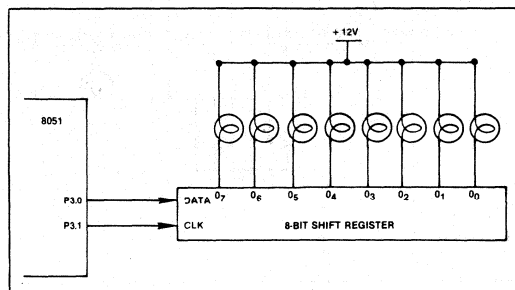 + 12V
8051
P3.0
P3.1
DATA O7 O6 O5 O4 O3 O2 O1 O0
CLK
8-BIT SHIFT REGISTER